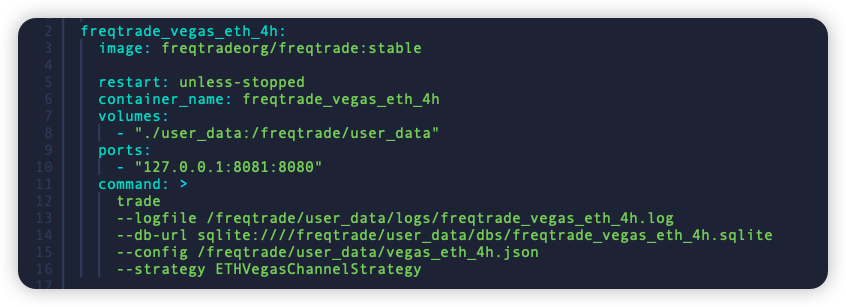 2 freqtrade_vegas_eth_4h:
3 image: freqtradeorg/freqtrade:stable
4
5 restart: unless-stopped
6 container_name: freqtrade_vegas_eth_4h
7 volumes:
8 - "./user_data:/freqtrade/user_data"
9 ports:
10 - "127.0.0.1:8081:8080"
11 command: >
12 trade
13 --logfile /freqtrade/user_data/logs/freqtrade_vegas_eth_4h.log
14 --db-url sqlite:////freqtrade/user_data/dbs/freqtrade_vegas_eth_4h.sqlite
15 --config /freqtrade/user_data/vegas_eth_4h.json
16 --strategy ETHVegasChannelStrategy
17